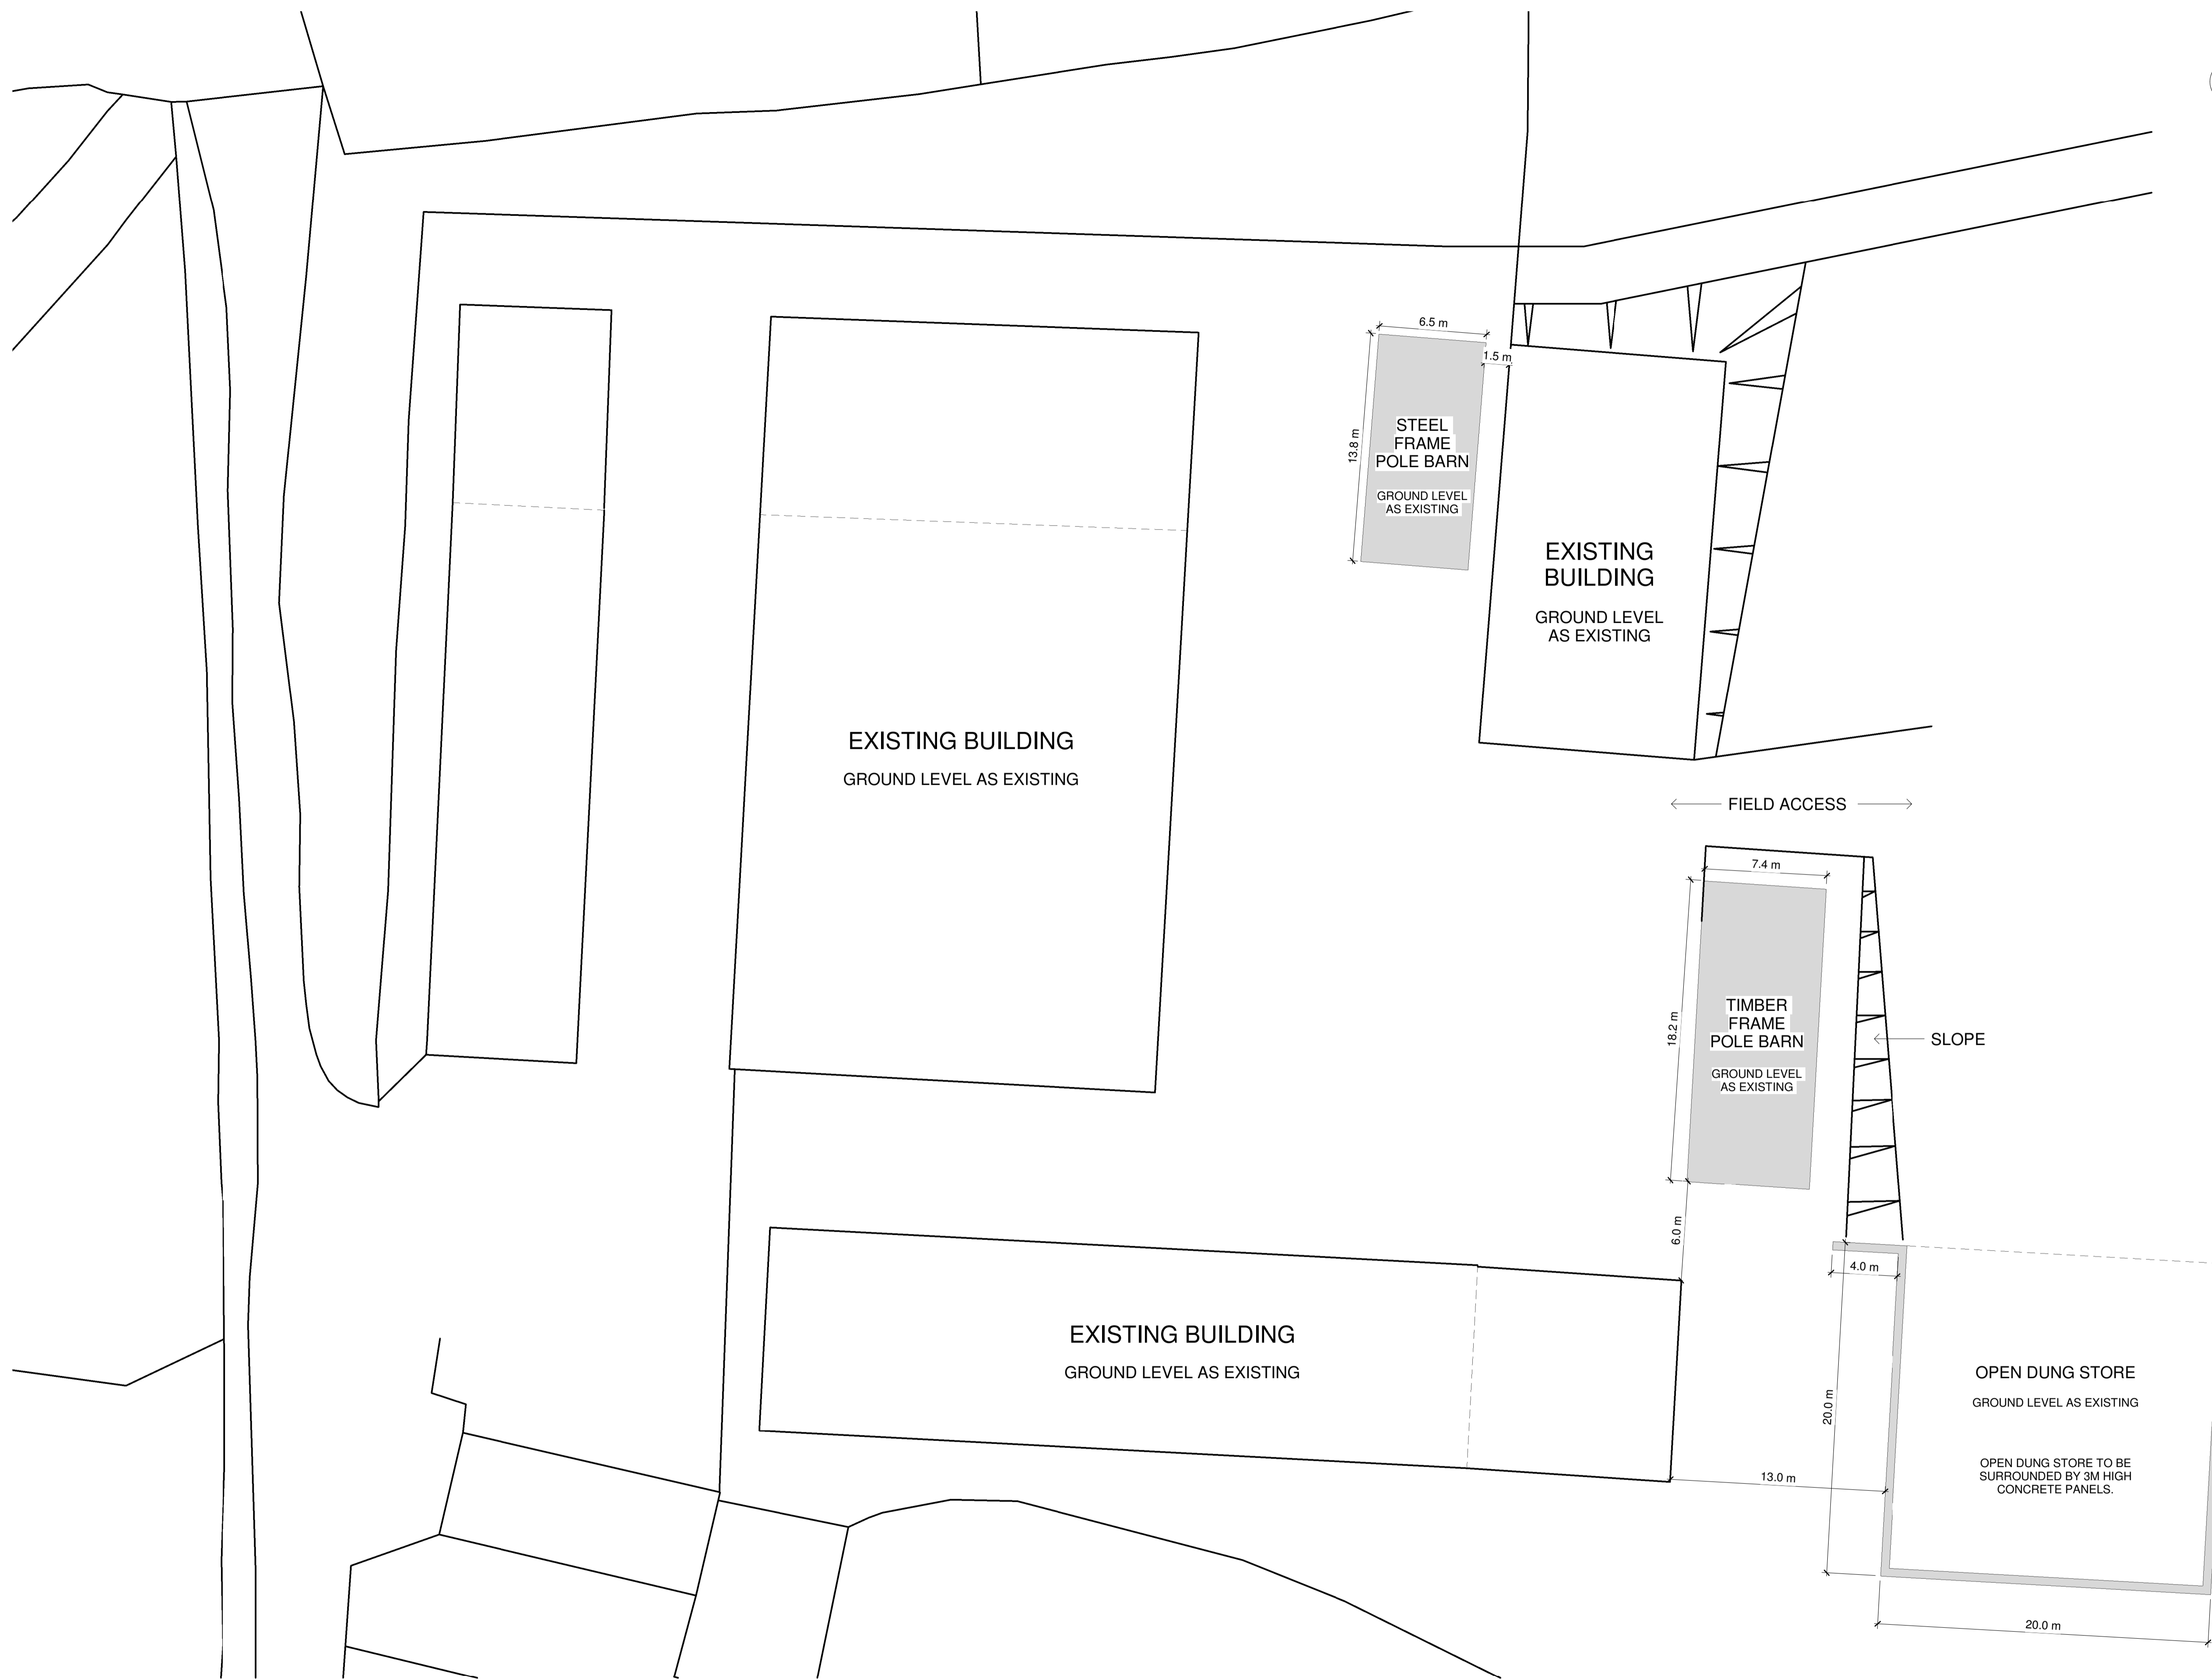 6.5 m
1.5 m
13.8 m
STEEL
FRAME
POLE BARN
GROUND LEVEL
AS EXISTING
EXISTING
BUILDING
GROUND LEVEL
AS EXISTING
EXISTING BUILDING
GROUND LEVEL AS EXISTING
FIELD ACCESS
7.4 m
18.2 m
TIMBER
FRAME
POLE BARN
GROUND LEVEL
AS EXISTING
SLOPE
6.0 m
4.0 m
EXISTING BUILDING
GROUND LEVEL AS EXISTING
20.0 m
OPEN DUNG STORE
GROUND LEVEL AS EXISTING
OPEN DUNG STORE TO BE
SURROUNDED BY 3M HIGH
CONCRETE PANELS.
13.0 m
20.0 m